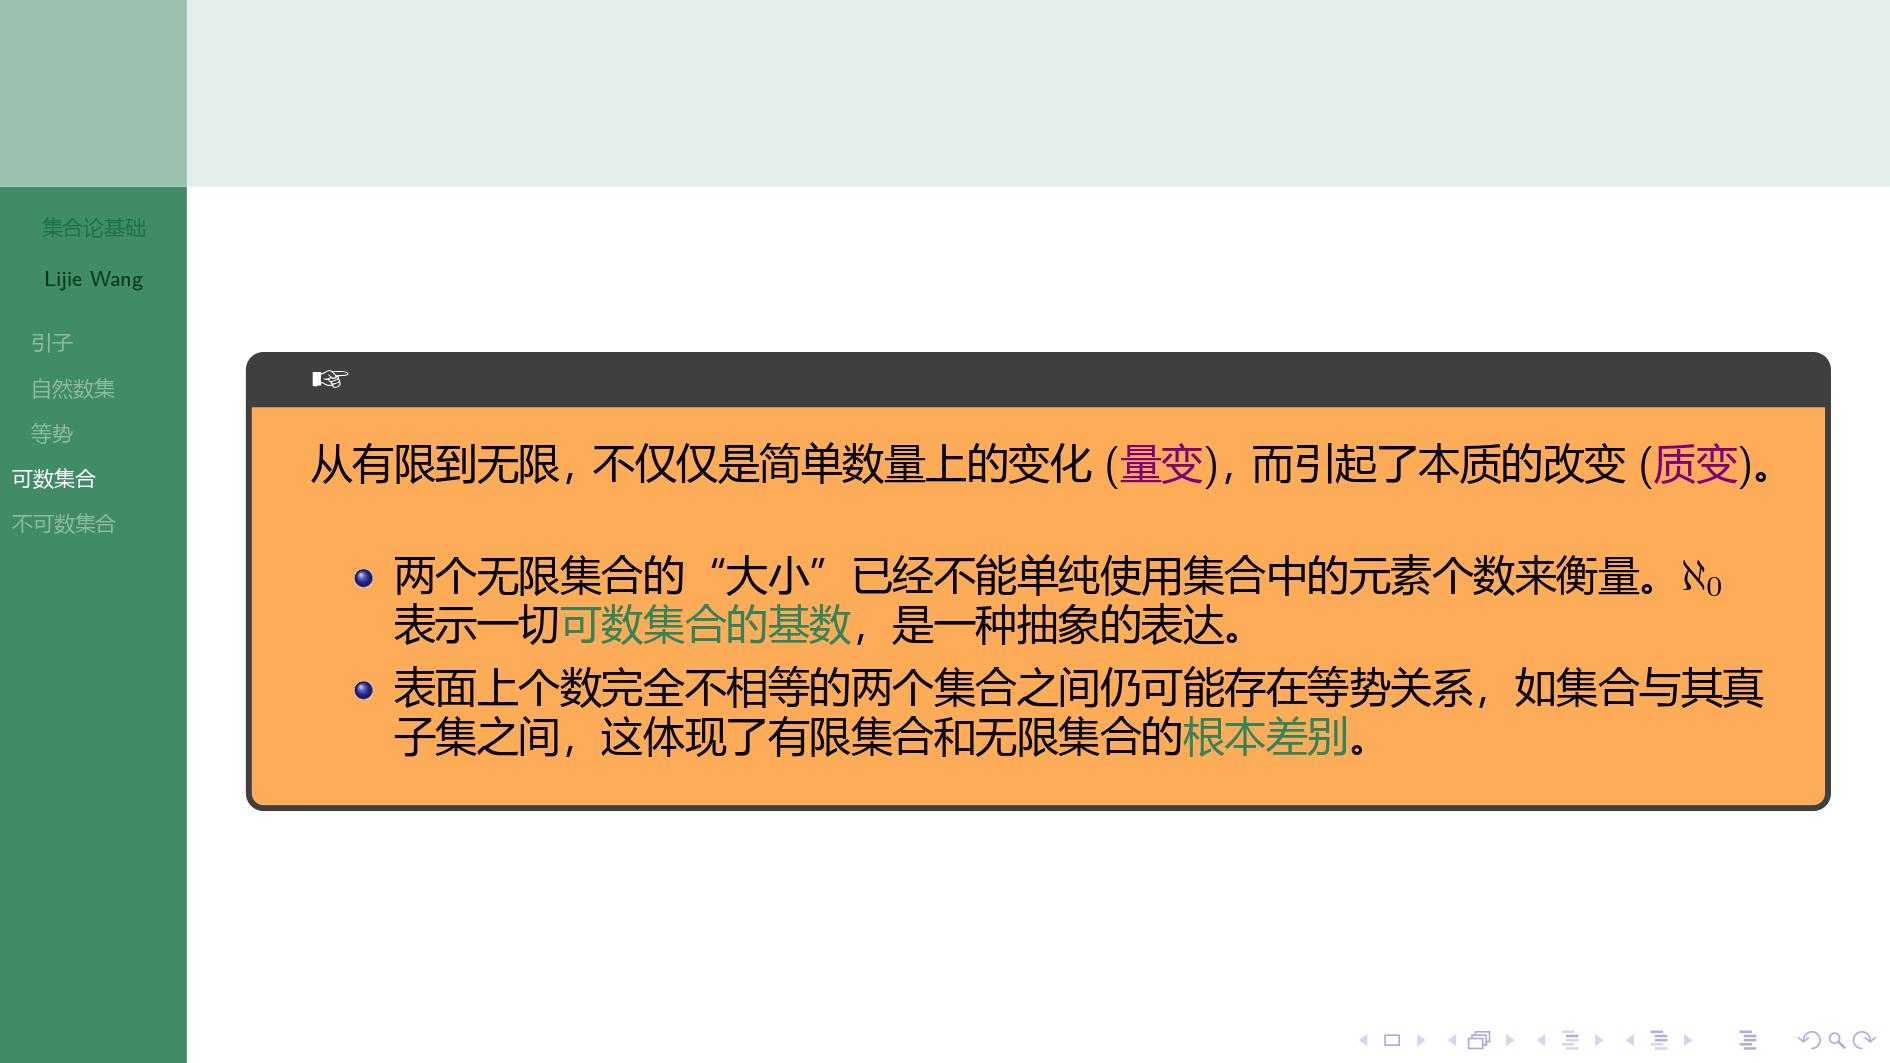 集合论基础
Lijie Wang
引子
自然数集
等势
可数集合
不可数集合
☞
从有限到无限，不仅仅是简单数量上的变化 (量变)，而引起了本质的改变 (质变)。
两个无限集合的“大小”已经不能单纯使用集合中的元素个数来衡量。ℵ₀
表示一切可数集合的基数，是一种抽象的表达。
表面上个数完全不相等的两个集合之间仍可能存在等势关系，如集合与其真
子集之间，这体现了有限集合和无限集合的根本差别。